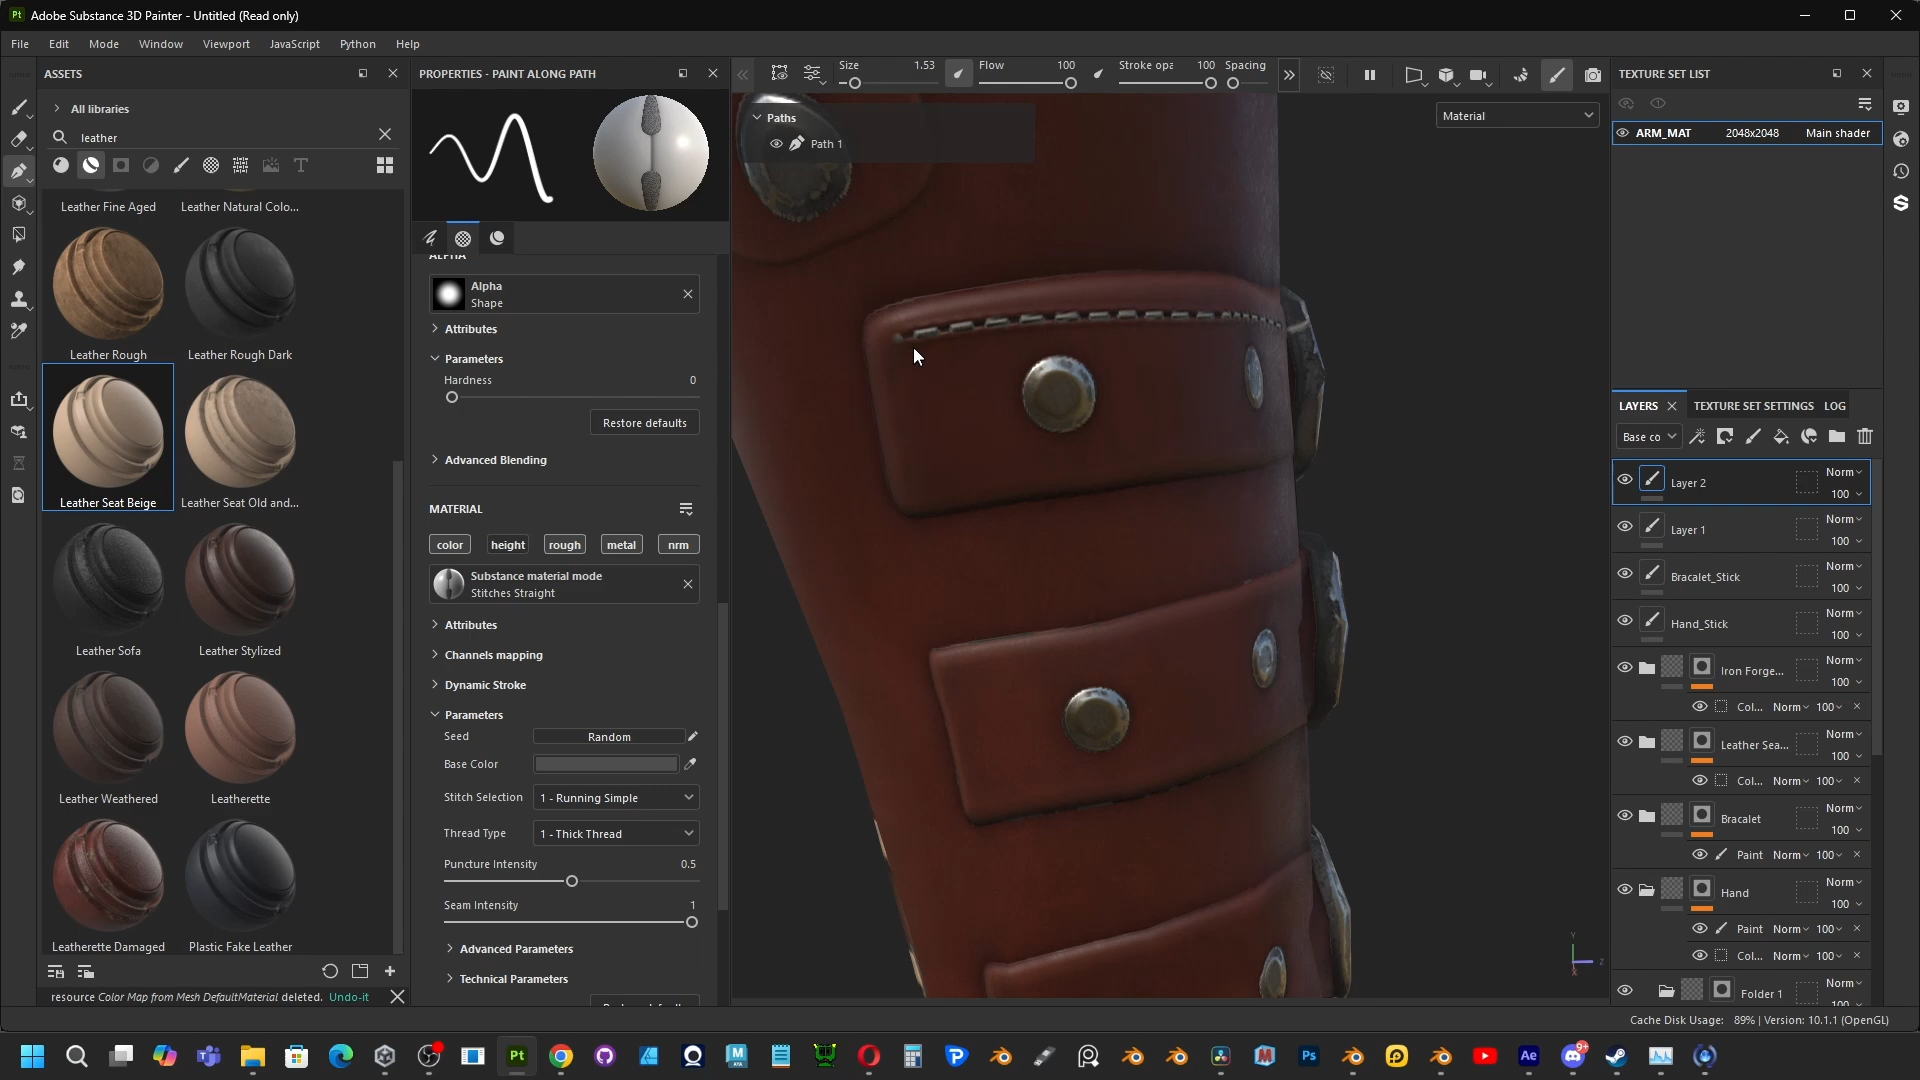 Adobe Substance 3D Painter - Untitled (Read only)
File Edit Mode Window Viewport JavaScript Python Help
ASSETS
All libraries
leather
Leather Fine Aged
Leather Natural Colo...
Leather Rough
Leather Rough Dark
Leather Seat Beige
Leather Seat Old and...
Leather Sofa
Leather Stylized
Leather Weathered
Leatherette
Leatherette Damaged
Plastic Fake Leather
resource Color Map from Mesh DefaultMaterial deleted. Undo-it
PROPERTIES - PAINT ALONG PATH
ALPHA
Alpha
Shape
Attributes
Parameters
Hardness 0
Restore defaults
Advanced Blending
MATERIAL
color height rough metal nrm
Substance material mode
Stitches Straight
Attributes
Channels mapping
Dynamic Stroke
Parameters
Seed Random
Base Color
Stitch Selection 1 - Running Simple
Thread Type 1 - Thick Thread
Puncture Intensity 0.5
Seam Intensity 1
Advanced Parameters
Technical Parameters
Size 1.53 Flow 100 Stroke opa 100 Spacing
Paths
Path 1
Material
Y
Z
TEXTURE SET LIST
ARM_MAT 2048x2048 Main shader
LAYERS TEXTURE SET SETTINGS LOG
Base co
Layer 2 Norm 100
Layer 1 Norm 100
Bracalet_Stick Norm 100
Hand_Stick Norm 100
Iron Forge... Norm 100
Col... Norm 100
Leather Sea... Norm 100
Col... Norm 100
Bracalet Norm 100
Paint Norm 100
Hand Norm 100
Paint Norm 100
Col... Norm 100
Folder 1 Norm 100
Cache Disk Usage: 89% | Version: 10.1.1 (OpenGL)
Pt
Ps
Ae
9+